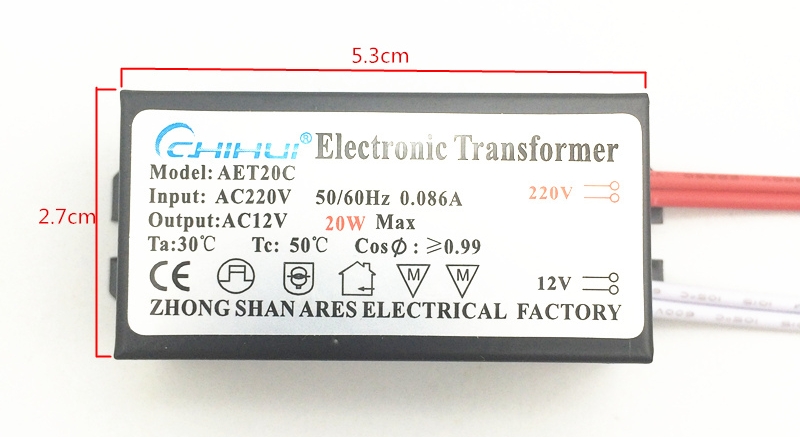 5.3cm
2.7cm
CHIHUI® Electronic Transformer
Model: AET20C
Input: AC220V 50/60Hz 0.086A
220V
Output:AC12V 20W Max
Ta:30℃ Tc: 50℃ CosΦ : ≥0.99
CE M M
12V
ZHONG SHAN ARES ELECTRICAL FACTORY